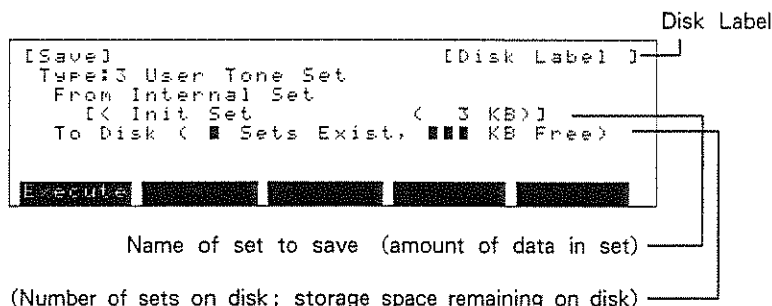 Disk Label
[Save] [Disk Label ]
Type:3 User Tone Set
From Internal Set
[< Init Set ( 3 KB)]
To Disk ( ■ Sets Exist, ■■■ KB Free)
Execute
Name of set to save (amount of data in set)
(Number of sets on disk: storage space remaining on disk)